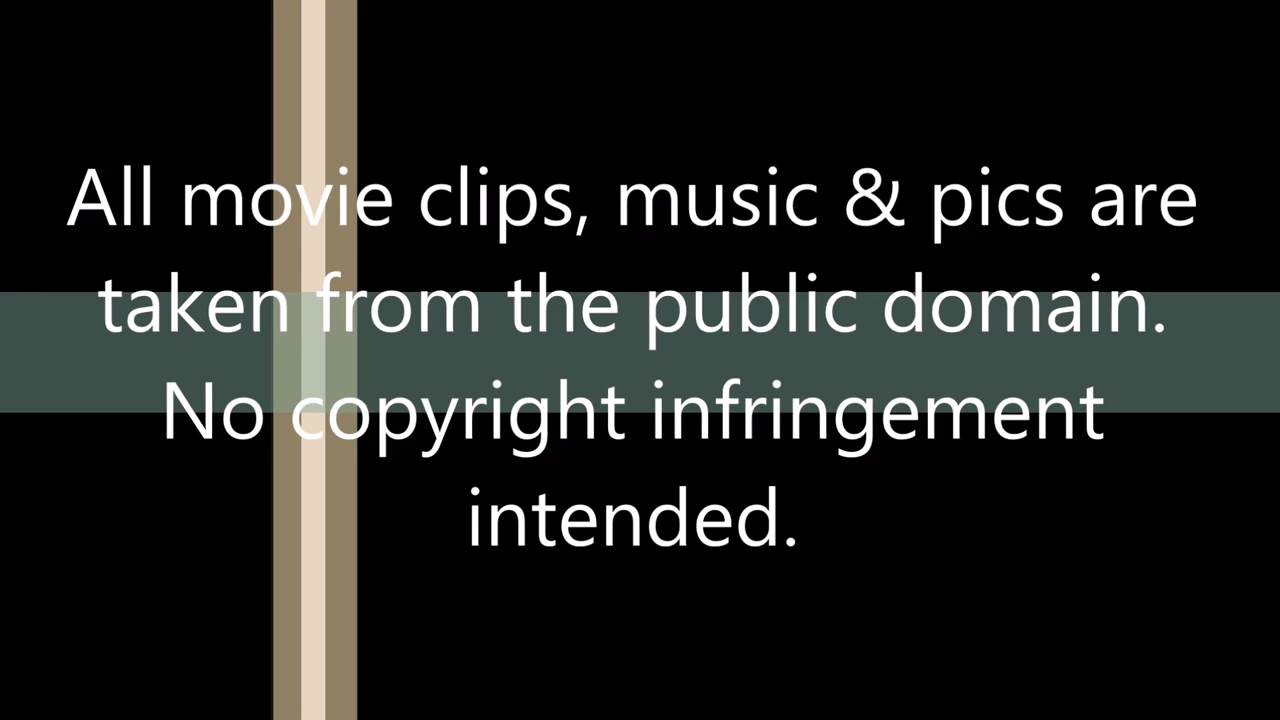 All movie clips, music & pics are
taken from the public domain.
No copyright infringement
intended.